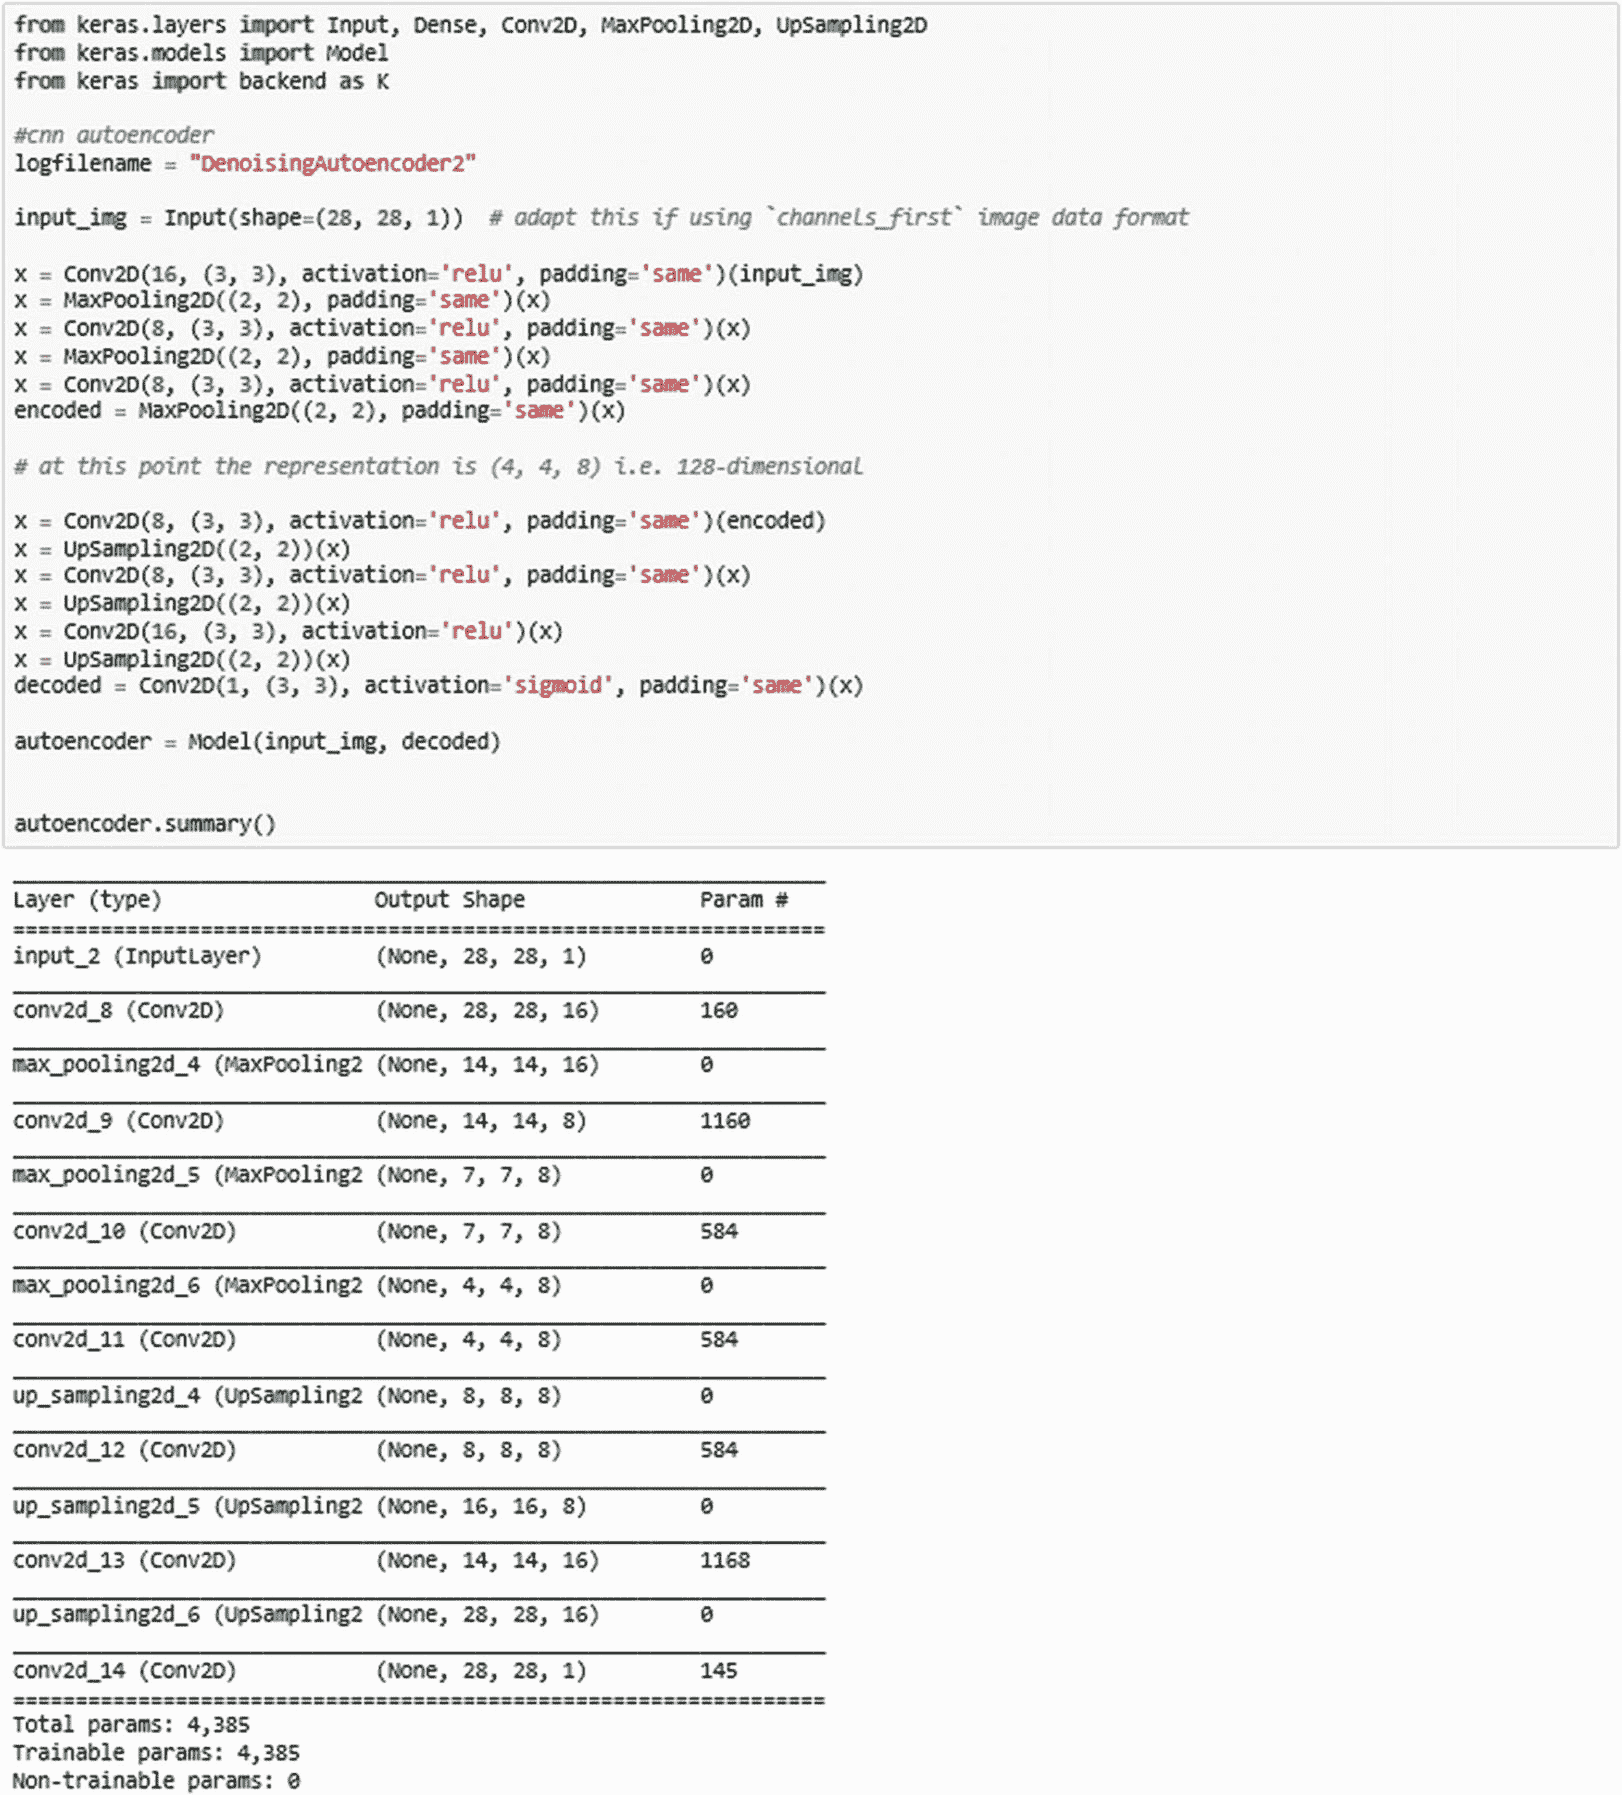 from keras.layers import Input, Dense, Conv2D, MaxPooling2D, UpSampling2D
from keras.models import Model
from keras import backend as K
#cnn autoencoder
logfilename = "DenoisingAutoencoder2"
input_img = Input(shape=(28, 28, 1))  # adapt this if using `channels_first` image data format
x = Conv2D(16, (3, 3), activation='relu', padding='same')(input_img)
x = MaxPooling2D((2, 2), padding='same')(x)
x = Conv2D(8, (3, 3), activation='relu', padding='same')(x)
x = MaxPooling2D((2, 2), padding='same')(x)
x = Conv2D(8, (3, 3), activation='relu', padding='same')(x)
encoded = MaxPooling2D((2, 2), padding='same')(x)
# at this point the representation is (4, 4, 8) i.e. 128-dimensional
x = Conv2D(8, (3, 3), activation='relu', padding='same')(encoded)
x = UpSampling2D((2, 2))(x)
x = Conv2D(8, (3, 3), activation='relu', padding='same')(x)
x = UpSampling2D((2, 2))(x)
x = Conv2D(16, (3, 3), activation='relu')(x)
x = UpSampling2D((2, 2))(x)
decoded = Conv2D(1, (3, 3), activation='sigmoid', padding='same')(x)
autoencoder = Model(input_img, decoded)
autoencoder.summary()
Layer (type) Output Shape Param #
input_2 (InputLayer) (None, 28, 28, 1) 0
conv2d_8 (Conv2D) (None, 28, 28, 16) 160
max_pooling2d_4 (MaxPooling2 (None, 14, 14, 16) 0
conv2d_9 (Conv2D) (None, 14, 14, 8) 1160
max_pooling2d_5 (MaxPooling2 (None, 7, 7, 8) 0
conv2d_10 (Conv2D) (None, 7, 7, 8) 584
max_pooling2d_6 (MaxPooling2 (None, 4, 4, 8) 0
conv2d_11 (Conv2D) (None, 4, 4, 8) 584
up_sampling2d_4 (UpSampling2 (None, 8, 8, 8) 0
conv2d_12 (Conv2D) (None, 8, 8, 8) 584
up_sampling2d_5 (UpSampling2 (None, 16, 16, 8) 0
conv2d_13 (Conv2D) (None, 14, 14, 16) 1168
up_sampling2d_6 (UpSampling2 (None, 28, 28, 16) 0
conv2d_14 (Conv2D) (None, 28, 28, 1) 145
Total params: 4,385
Trainable params: 4,385
Non-trainable params: 0